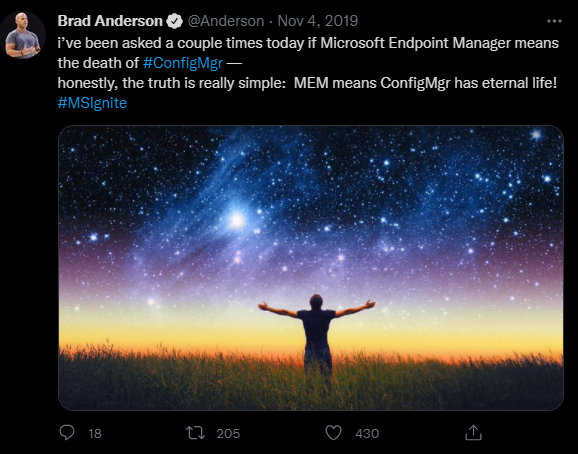 Brad Anderson @Anderson · Nov 4, 2019
i've been asked a couple times today if Microsoft Endpoint Manager means
the death of #ConfigMgr —
honestly, the truth is really simple:  MEM means ConfigMgr has eternal life!
#MSIgnite
18 205 430